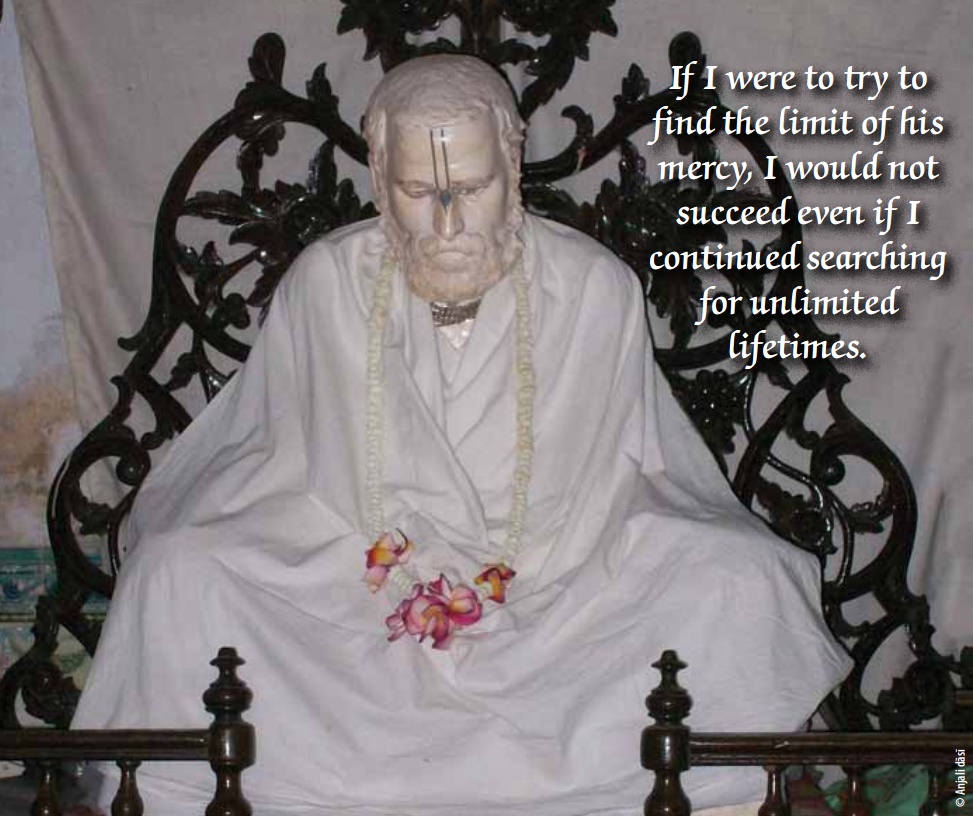 If I were to try to
find the limit of his
mercy, I would not
succeed even if I
continued searching
for unlimited
lifetimes.
© Anjali dāsī